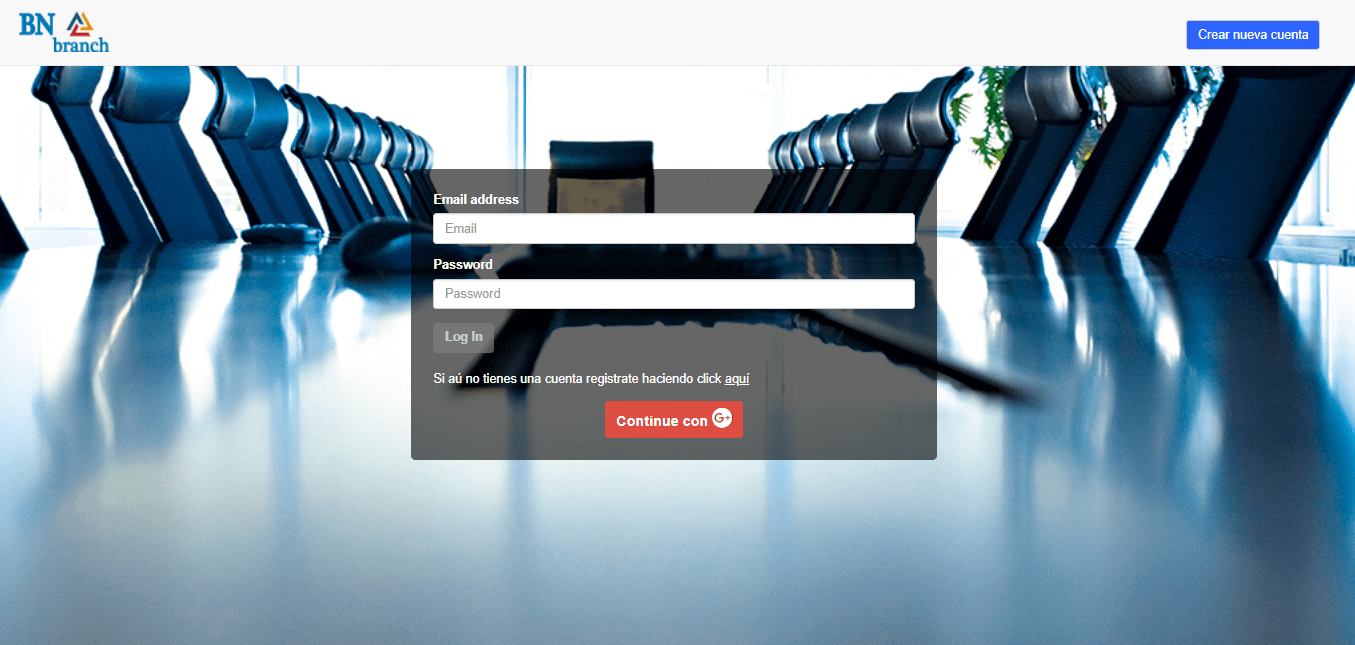 BN
branch
Crear nueva cuenta
Email address
Email
Password
Password
Log In
Si aú no tienes una cuenta registrate haciendo click aquí
Continue con G+